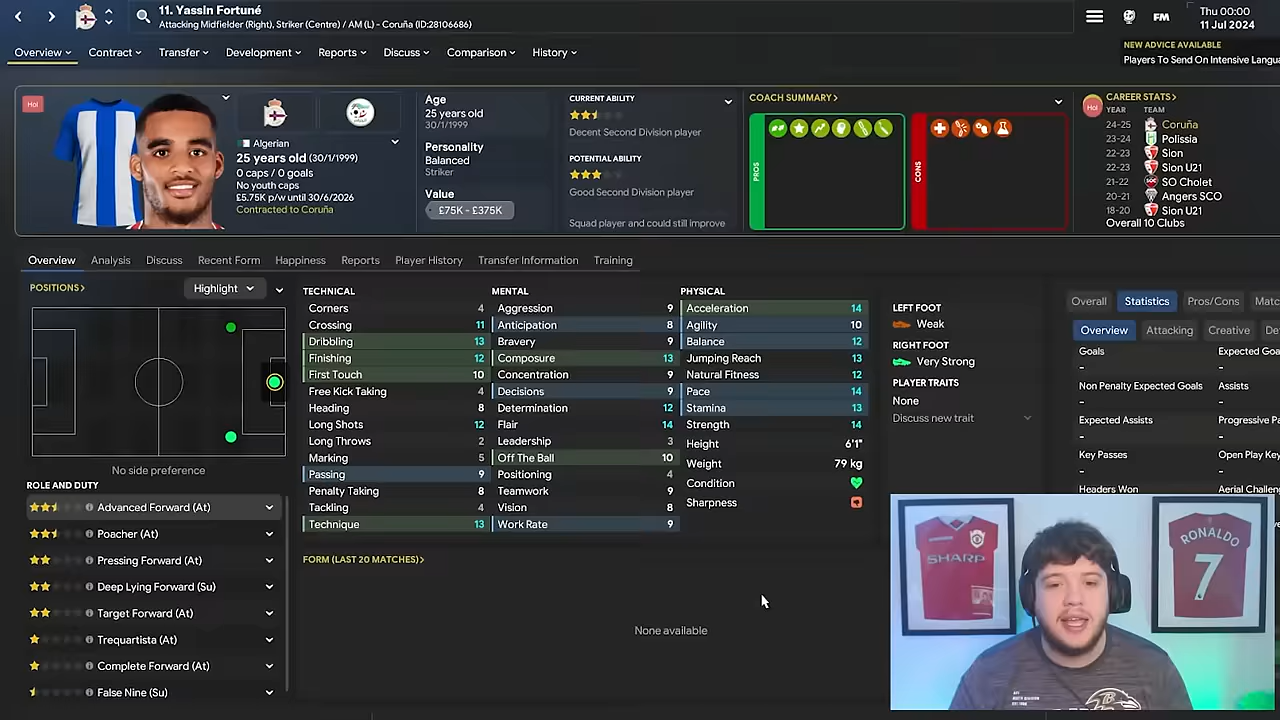 11. Yassin Fortuné
Attacking Midfielder (Right), Striker (Centre) / AM (L) - Coruña (ID:28106686)
FM
Thu 00:00
11 Jul 2024
Overview Contract Transfer Development Reports Discuss Comparison History
NEW ADVICE AVAILABLE
Players To Send On Intensive Langua
Hol
Algerian
25 years old (30/1/1999)
0 caps / 0 goals
No youth caps
£5.75K p/w until 30/6/2026
Contracted to Coruña
Age
25 years old
30/1/1999
Personality
Balanced
Striker
Value
£75K - £375K
CURRENT ABILITY
Decent Second Division player
POTENTIAL ABILITY
Good Second Division player
Squad player and could still improve
COACH SUMMARY>
PROS
CONS
Hol
CAREER STATS>
YEAR TEAM
24-25 Coruña
23-24 Polissia
22-23 Sion
22-23 Sion U21
21-22 SO Cholet
20-21 Angers SCO
18-20 Sion U21
Overall 10 Clubs
Overview Analysis Discuss Recent Form Happiness Reports Player History Transfer Information Training
POSITIONS>
Highlight
No side preference
ROLE AND DUTY
Advanced Forward (At)
Poacher (At)
Pressing Forward (At)
Deep Lying Forward (Su)
Target Forward (At)
Trequartista (At)
Complete Forward (At)
False Nine (Su)
TECHNICAL
Corners 4
Crossing 11
Dribbling 13
Finishing 12
First Touch 10
Free Kick Taking 4
Heading 8
Long Shots 12
Long Throws 2
Marking 5
Passing 9
Penalty Taking 8
Tackling 4
Technique 13
MENTAL
Aggression 9
Anticipation 8
Bravery 9
Composure 13
Concentration 9
Decisions 9
Determination 12
Flair 14
Leadership 3
Off The Ball 10
Positioning 4
Teamwork 9
Vision 8
Work Rate 9
PHYSICAL
Acceleration 14
Agility 10
Balance 12
Jumping Reach 13
Natural Fitness 12
Pace 14
Stamina 13
Strength 14
Height 6'1"
Weight 79 kg
Condition
Sharpness
LEFT FOOT
Weak
RIGHT FOOT
Very Strong
PLAYER TRAITS
None
Discuss new trait
FORM (LAST 20 MATCHES)>
None available
Overall Statistics Pros/Cons Matc
Overview Attacking Creative De
Goals Expected Goa
- -
Non Penalty Expected Goals Assists
- -
Expected Assists Progressive Pa
- -
Key Passes Open Play Key
- -
Headers Won Aerial Challen
SHARP
RONALDO
7